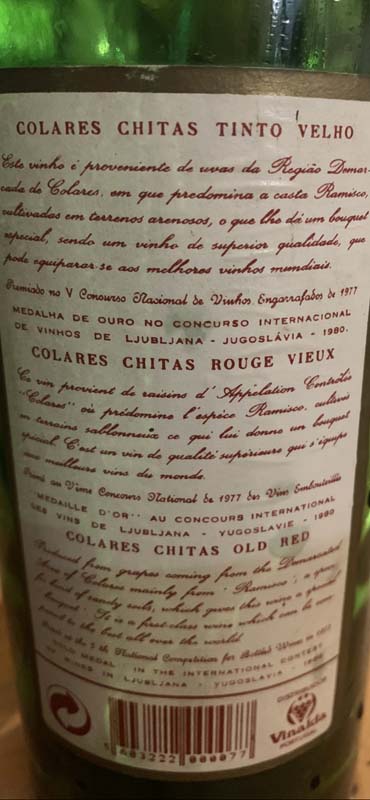 COLARES CHITAS TINTO VELHO
Este vinho é proveniente de uvas da Região Demar-
cada de Colares, em que predomina a casta Ramisco,
cultivadas em terrenos arenosos, o que lhe dá um bouquet
especial, sendo um vinho de superior qualidade, que
pode equiparar-se aos melhores vinhos mundiais.
Premiado no V Concurso Nacional de Vinhos Engarrafados de 1977
MEDALHA DE OURO NO CONCURSO INTERNACIONAL
DE VINHOS DE LJUBLJANA - JUGOSLÁVIA - 1980.
COLARES CHITAS ROUGE VIEUX
Ce vin provient de raisins d'Appélation Contrôlée
"Colares" où prédomine l'espèce Ramisco, cultivés
en terrains sablonneux ce qui lui donne un bouquet
spécial. C'est un vin de qualité supérieure qui s'équipe
aux meilleurs vins du monde.
Primé au Vème Concours National de 1977 des Vins Embouteillés
"MEDAILLE D'OR" AU CONCOURS INTERNATIONAL
DES VINS DE LJUBLJANA - YUGOSLAVIE - 1980
COLARES CHITAS OLD RED
Produced from grapes coming from the Demarcated
Area of Colares mainly from "Ramisco", a
of sandy soils, which gives this wine a special
bouquet. It is a first class wine which can be com-
pared to the best all over the world.
in the 5th National Competition for Bottled Wines in 1977
GOLD MEDAL IN THE INTERNATIONAL CONTEST
OF WINES IN LJUBLJANA - YUGOSLAVIA - 1980
DISTRIBUIDOR
Vinalda
PORTUGAL
5 603222 000077